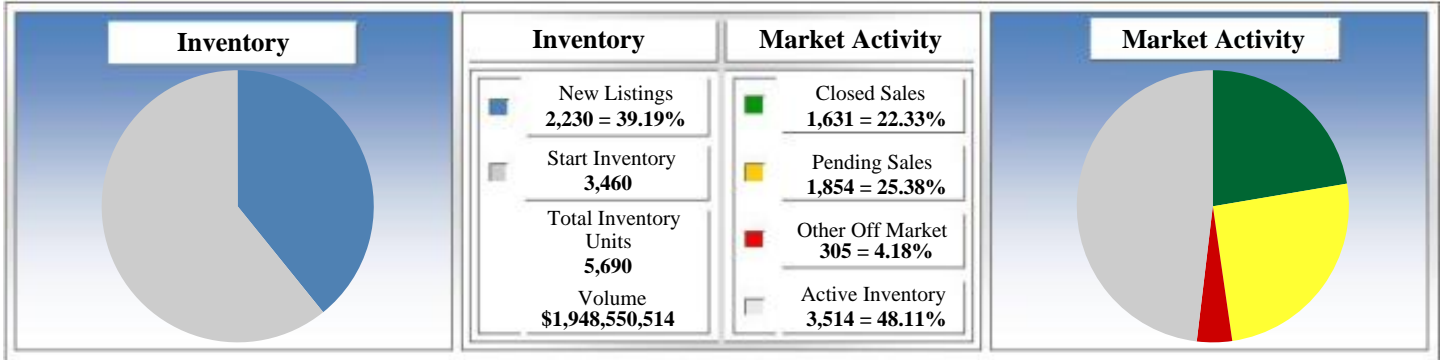 Inventory
Inventory
Market Activity
New Listings
2,230 = 39.19%
Start Inventory
3,460
Total Inventory
Units
5,690
Volume
$1,948,550,514
Closed Sales
1,631 = 22.33%
Pending Sales
1,854 = 25.38%
Other Off Market
305 = 4.18%
Active Inventory
3,514 = 48.11%
Market Activity